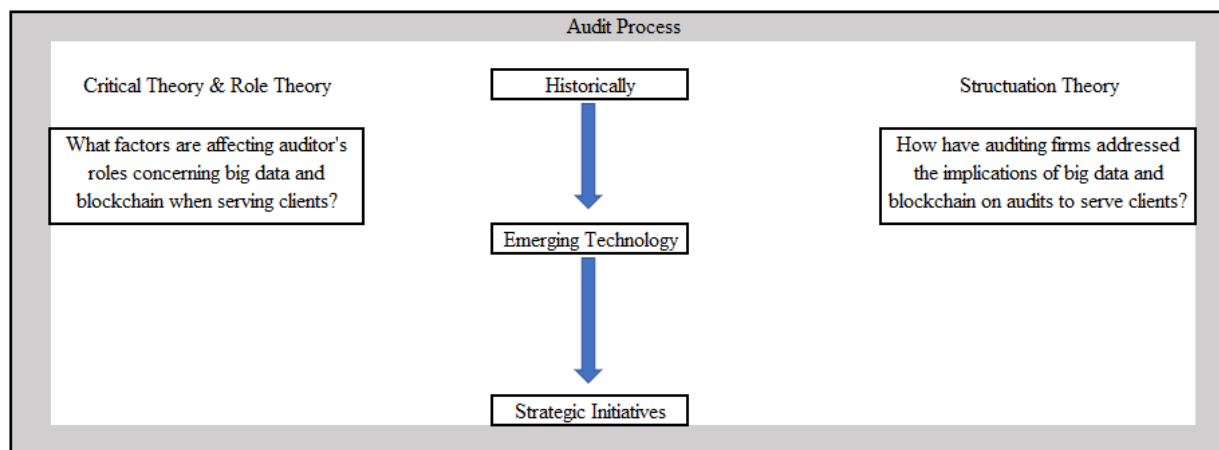 Audit Process
Critical Theory & Role Theory
Historically
Structuation Theory
What factors are affecting auditor's
roles concerning big data and
blockchain when serving clients?
How have auditing firms addressed
the implications of big data and
blockchain on audits to serve clients?
Emerging Technology
Strategic Initiatives